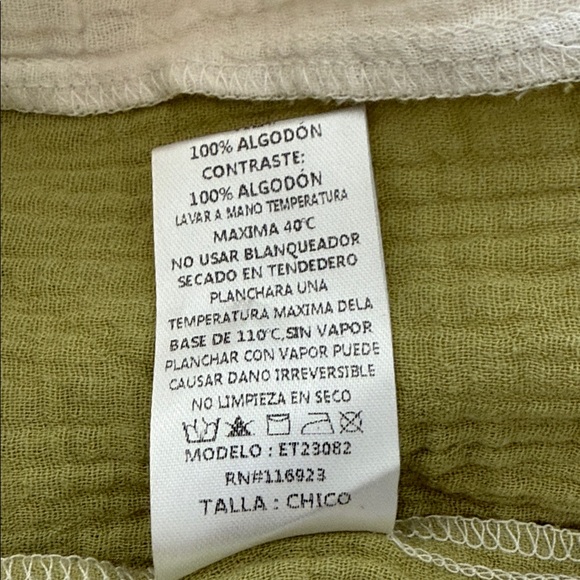 100% ALGODÓN
CONTRASTE:
100% ALGODÓN
LAVAR A MANO TEMPERATURA
MAXIMA 40°C
NO USAR BLANQUEADOR
SECADO EN TENDEDERO
PLANCHARA UNA
TEMPERATURA MAXIMA DELA
BASE DE 110°C,SIN VAPOR
PLANCHAR CON VAPOR PUEDE
CAUSAR DANO IRREVERSIBLE
NO LIMPIEZA EN SECO
MODELO : ET23082
RN#116923
TALLA : CHICO